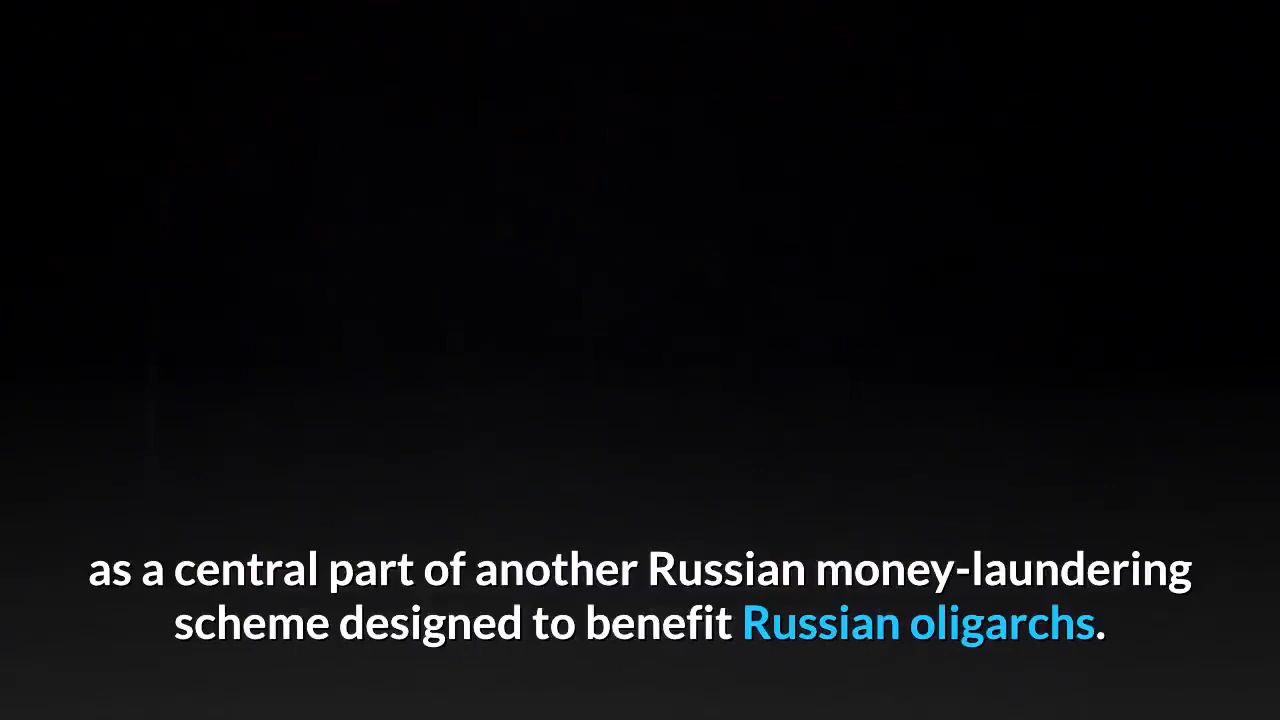 as a central part of another Russian money-laundering
scheme designed to benefit Russian oligarchs.